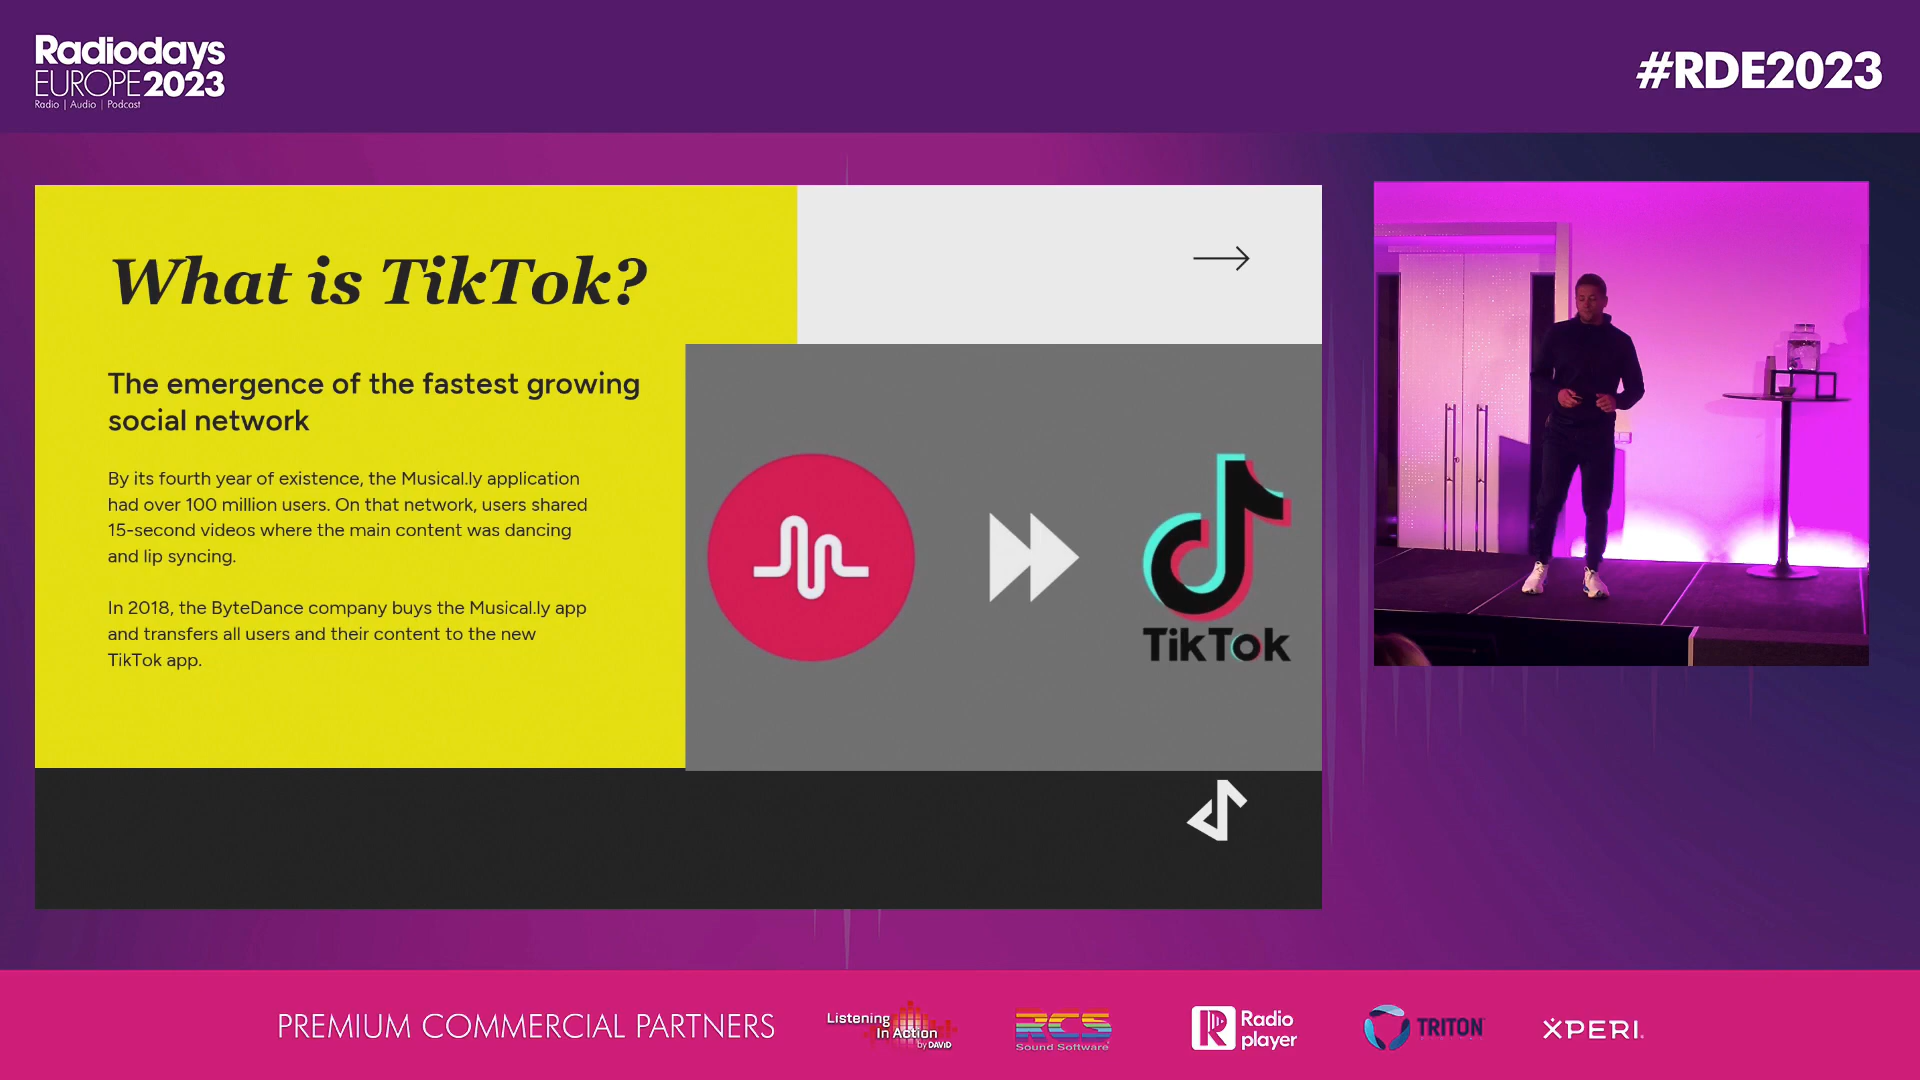 Radiodays
EUROPE 2023
Radio | Audio | Podcast
#RDE2023
What is TikTok?
The emergence of the fastest growing
social network
By its fourth year of existence, the Musical.ly application
had over 100 million users. On that network, users shared
15-second videos where the main content was dancing
and lip syncing.
In 2018, the ByteDance company buys the Musical.ly app
and transfers all users and their content to the new
TikTok app.
TikTok
PREMIUM COMMERCIAL PARTNERS
Listening
In Action
by DAVID
RCS
Sound Software
Radio
player
TRITON
XPERI.